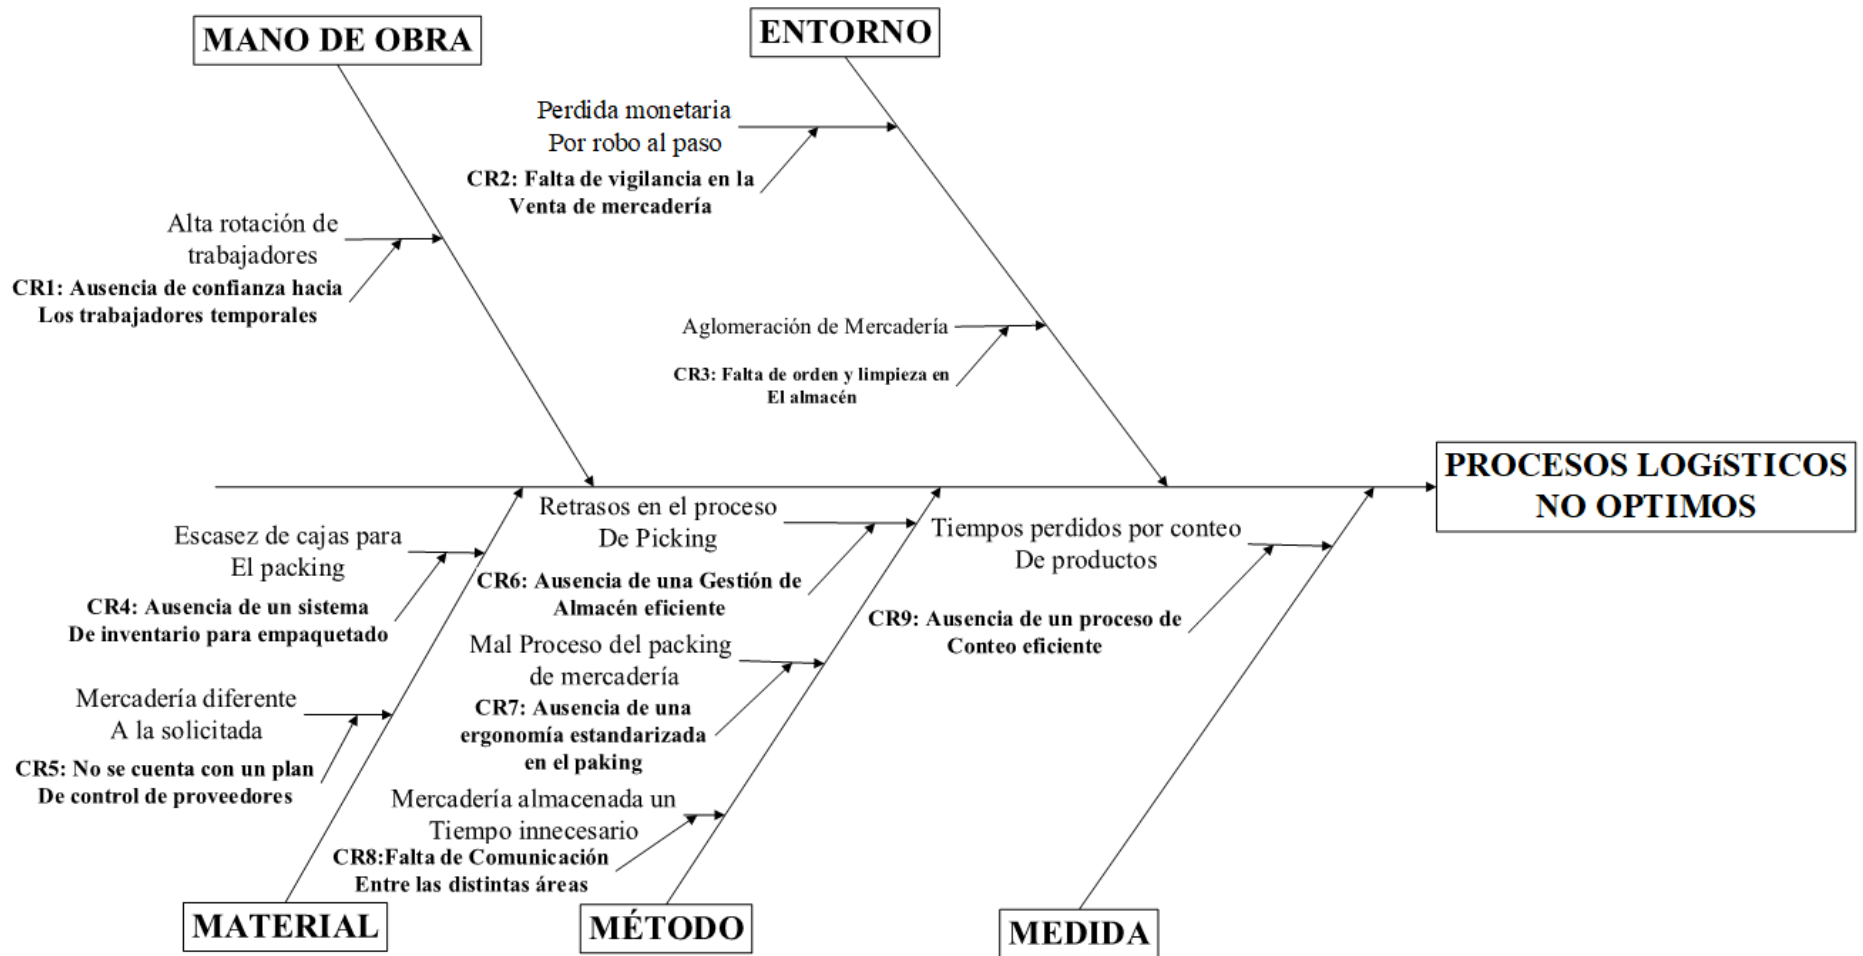 MANO DE OBRA
ENTORNO
Perdida monetaria
Por robo al paso
CR2: Falta de vigilancia en la
Venta de mercadería
Alta rotación de
trabajadores
CR1: Ausencia de confianza hacia
Los trabajadores temporales
Aglomeración de Mercadería
CR3: Falta de orden y limpieza en
El almacén
PROCESOS LOGíSTICOS
NO OPTIMOS
Escasez de cajas para
El packing
CR4: Ausencia de un sistema
De inventario para empaquetado
Mercadería diferente
A la solicitada
CR5: No se cuenta con un plan
De control de proveedores
Retrasos en el proceso
De Picking
CR6: Ausencia de una Gestión de
Almacén eficiente
Mal Proceso del packing
de mercadería
CR7: Ausencia de una
ergonomía estandarizada
en el paking
Mercadería almacenada un
Tiempo innecesario
CR8:Falta de Comunicación
Entre las distintas áreas
Tiempos perdidos por conteo
De productos
CR9: Ausencia de un proceso de
Conteo eficiente
MATERIAL
MÉTODO
MEDIDA